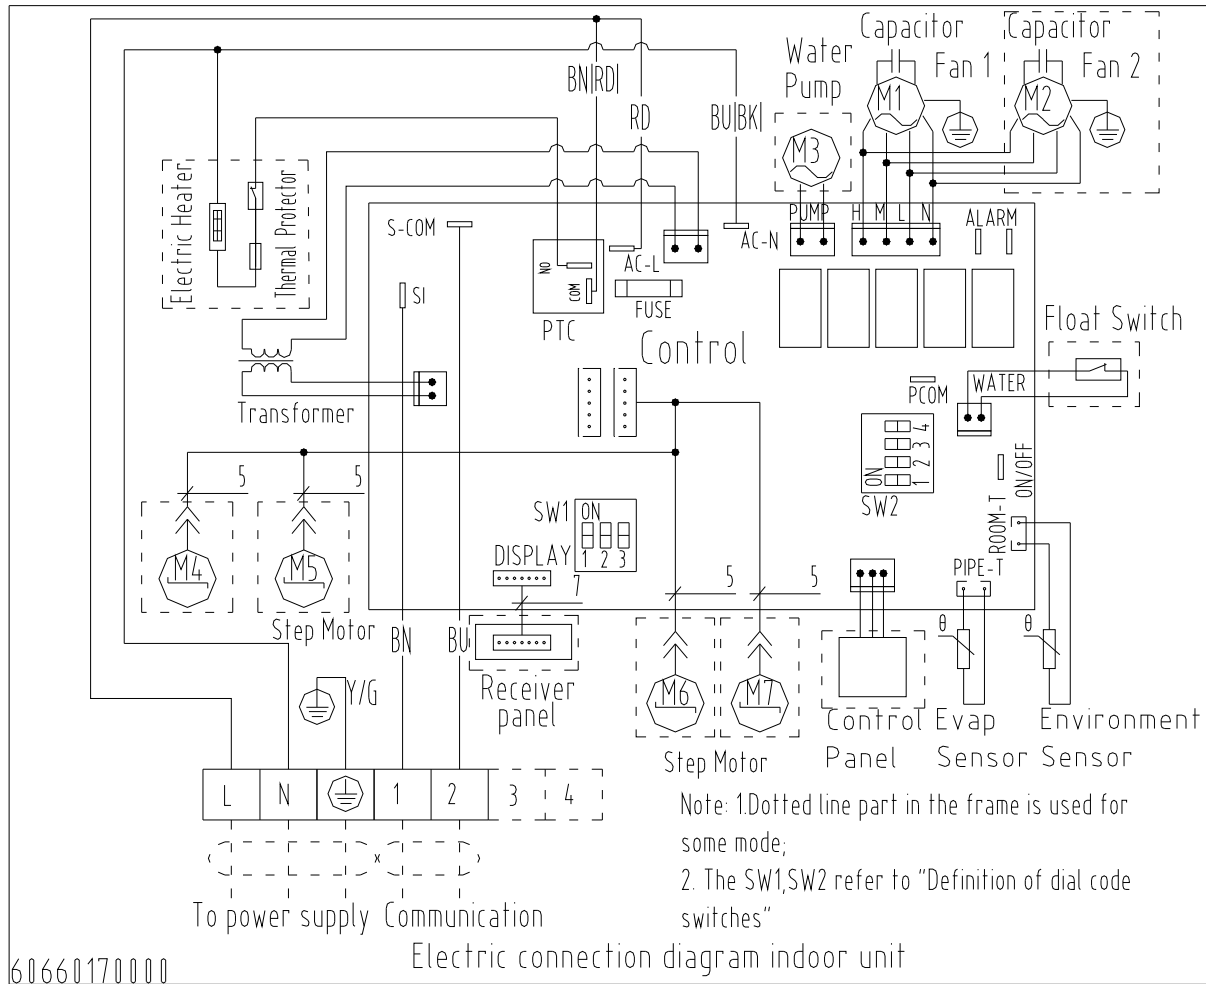 Capacitor
Fan 1
Capacitor
Fan 2
Water
Pump
M1
M2
M3
BN|RD|
RD
BU|BK|
Electric Heater
Thermal Protector
S-COM
SI
NO
COM
PTC
AC-L
FUSE
AC-N
PUMP
H M L N
ALARM
Control
Float Switch
PCOM
WATER
Transformer
ON
1 2 3 4
SW2
ON/OFF
ROOM-T
5
5
M4
M5
Step Motor
SW1
ON
1 2 3
DISPLAY
7
5
5
PIPE-T
θ
θ
BN
BU
Y/G
Receiver
panel
M6
M7
Step Motor
Control
Panel
Evap
Sensor
Environment
Sensor
L N 1 2 3 4
To power supply
Communication
Note: 1.Dotted line part in the frame is used for
some mode;
2. The SW1,SW2 refer to "Definition of dial code
switches"
Electric connection diagram indoor unit
60660170000